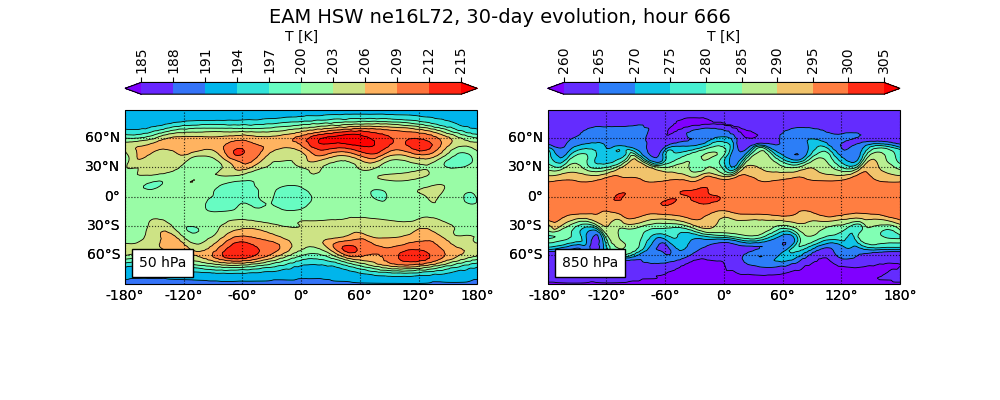 EAM HSW ne16L72, 30-day evolution, hour 666
T [K]
185 188 191 194 197 200 203 206 209 212 215
60°N
30°N
0°
30°S
60°S
50 hPa
-180° -120° -60° 0° 60° 120° 180°
T [K]
260 265 270 275 280 285 290 295 300 305
60°N
30°N
0°
30°S
60°S
850 hPa
-180° -120° -60° 0° 60° 120° 180°